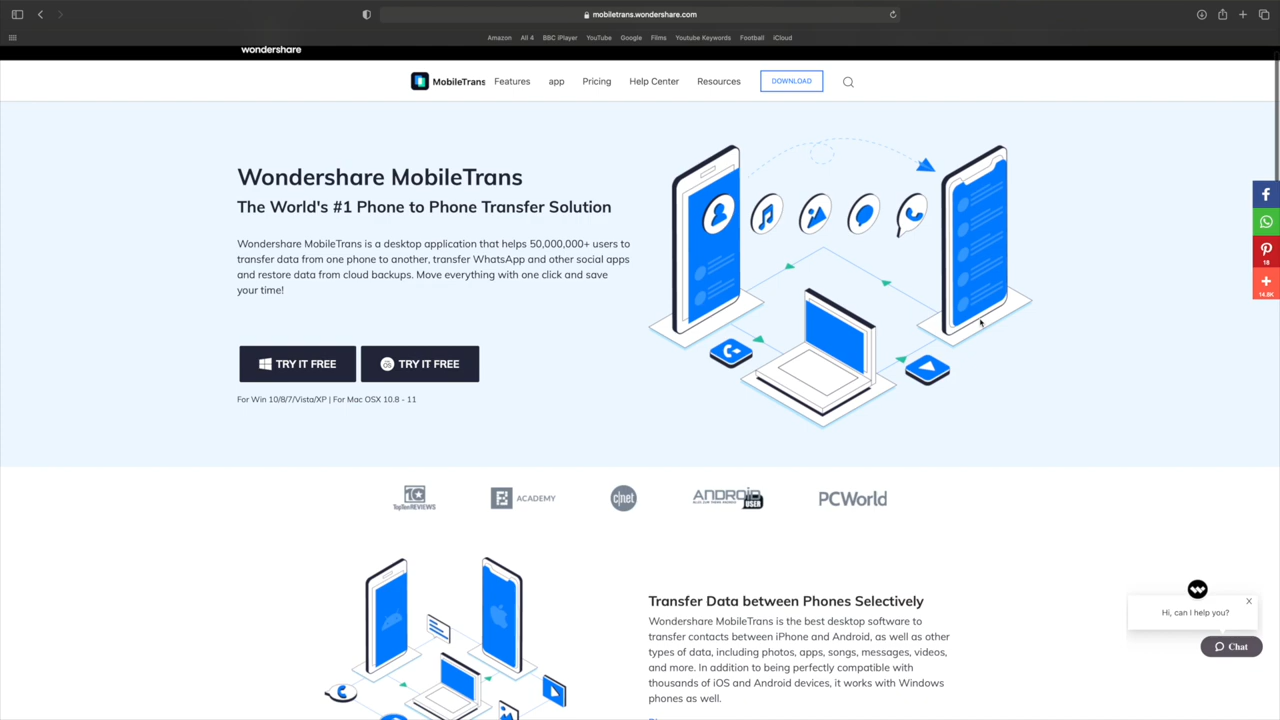 mobiletrans.wondershare.com
Amazon All 4 BBC iPlayer YouTube Google Films Youtube Keywords Football iCloud
wondershare
MobileTrans Features app Pricing Help Center Resources DOWNLOAD
Wondershare MobileTrans
The World's #1 Phone to Phone Transfer Solution
Wondershare MobileTrans is a desktop application that helps 50,000,000+ users to
transfer data from one phone to another, transfer WhatsApp and other social apps
and restore data from cloud backups. Move everything with one click and save
your time!
TRY IT FREE TRY IT FREE
For Win 10/8/7/Vista/XP | For Mac OSX 10.8 - 11
18
14.8K
TopTenREVIEWS ACADEMY c|net ANDROID USER PCWorld
Transfer Data between Phones Selectively
Wondershare MobileTrans is the best desktop software to
transfer contacts between iPhone and Android, as well as other
types of data, including photos, apps, songs, messages, videos,
and more. In addition to being perfectly compatible with
thousands of iOS and Android devices, it works with Windows
phones as well.
Hi, can I help you?
Chat